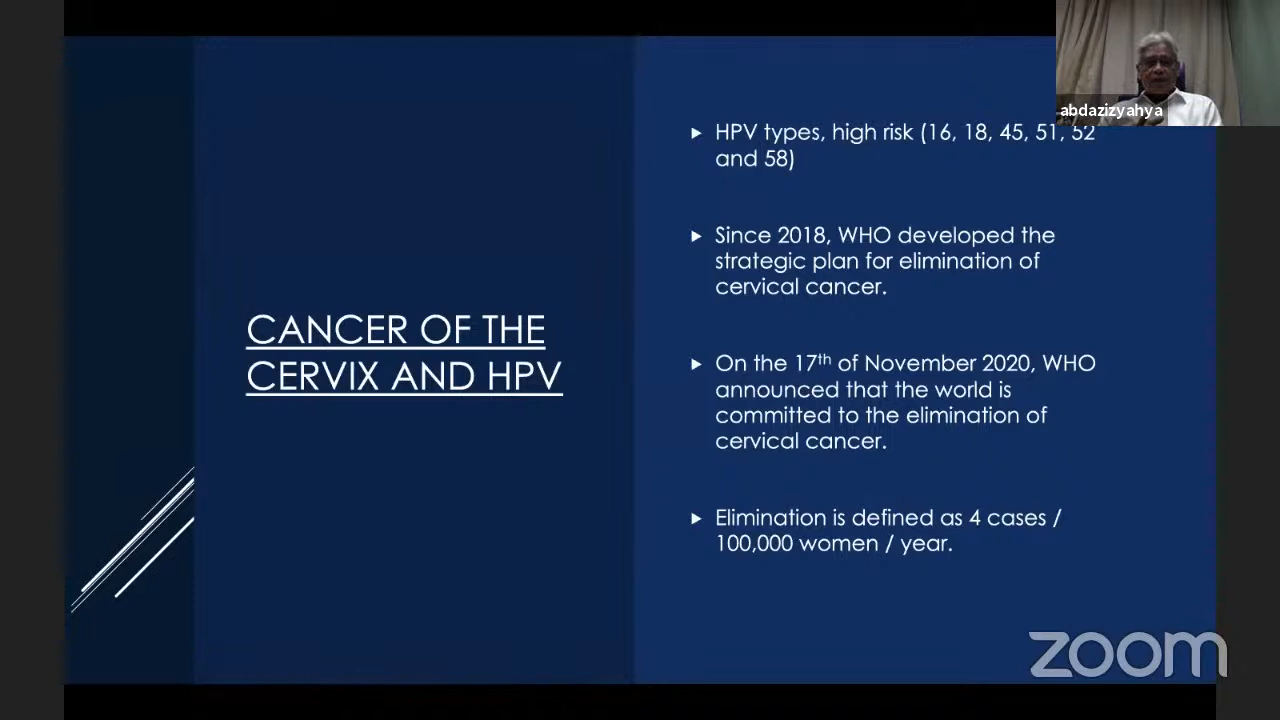 abdazizyahya
CANCER OF THE
CERVIX AND HPV
▶ HPV types, high risk (16, 18, 45, 51, 52
and 58)
▶ Since 2018, WHO developed the
strategic plan for elimination of
cervical cancer.
▶ On the 17th of November 2020, WHO
announced that the world is
committed to the elimination of
cervical cancer.
▶ Elimination is defined as 4 cases /
100,000 women / year.
zoom